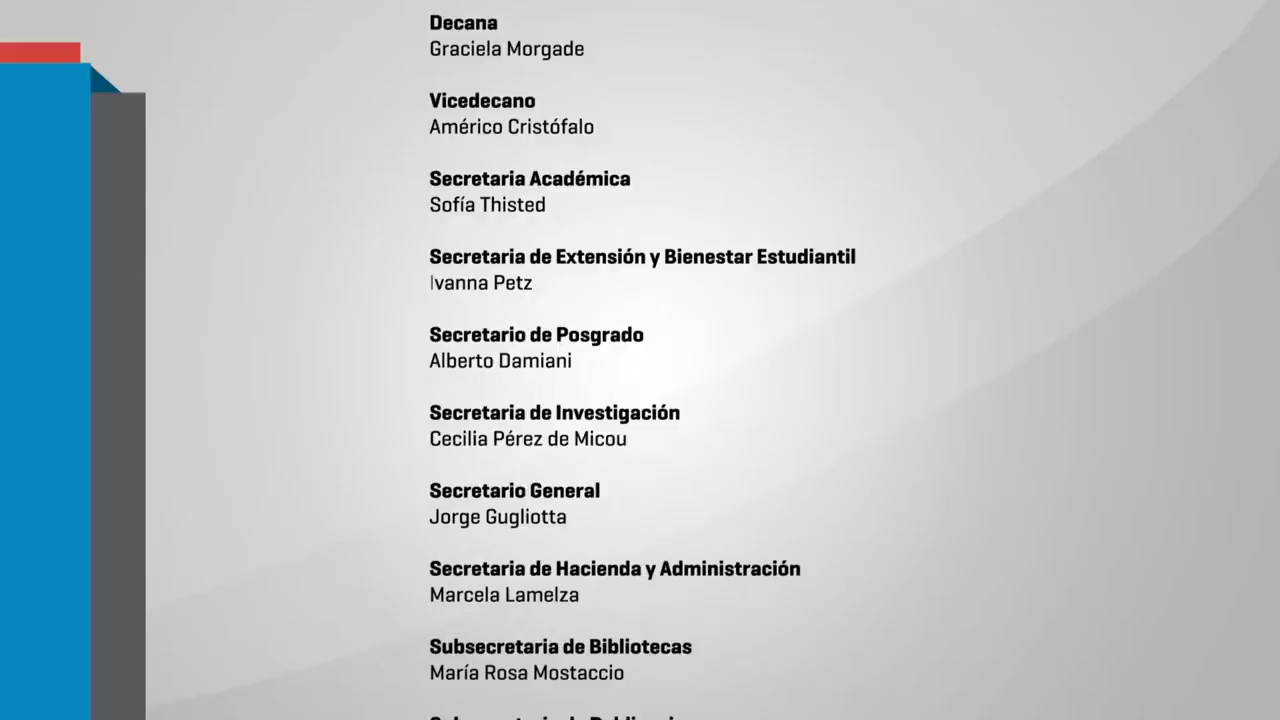 Decana
Graciela Morgade
Vicedecano
Américo Cristófalo
Secretaria Académica
Sofía Thisted
Secretaria de Extensión y Bienestar Estudiantil
Ivanna Petz
Secretario de Posgrado
Alberto Damiani
Secretaria de Investigación
Cecilia Pérez de Micou
Secretario General
Jorge Gugliotta
Secretaria de Hacienda y Administración
Marcela Lamelza
Subsecretaria de Bibliotecas
María Rosa Mostaccio